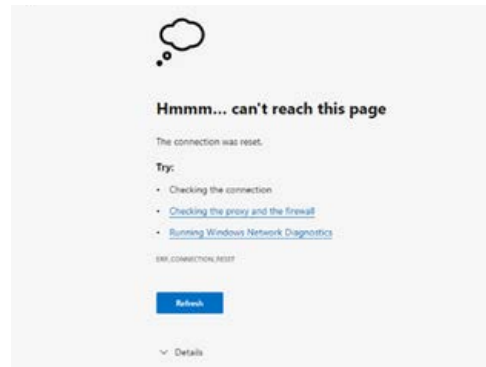 Hmmm... can't reach this page
The connection was reset.
Try:
• Checking the connection
• Checking the proxy and the firewall
• Running Windows Network Diagnostics
ERR_CONNECTION_RESET
Refresh
Details